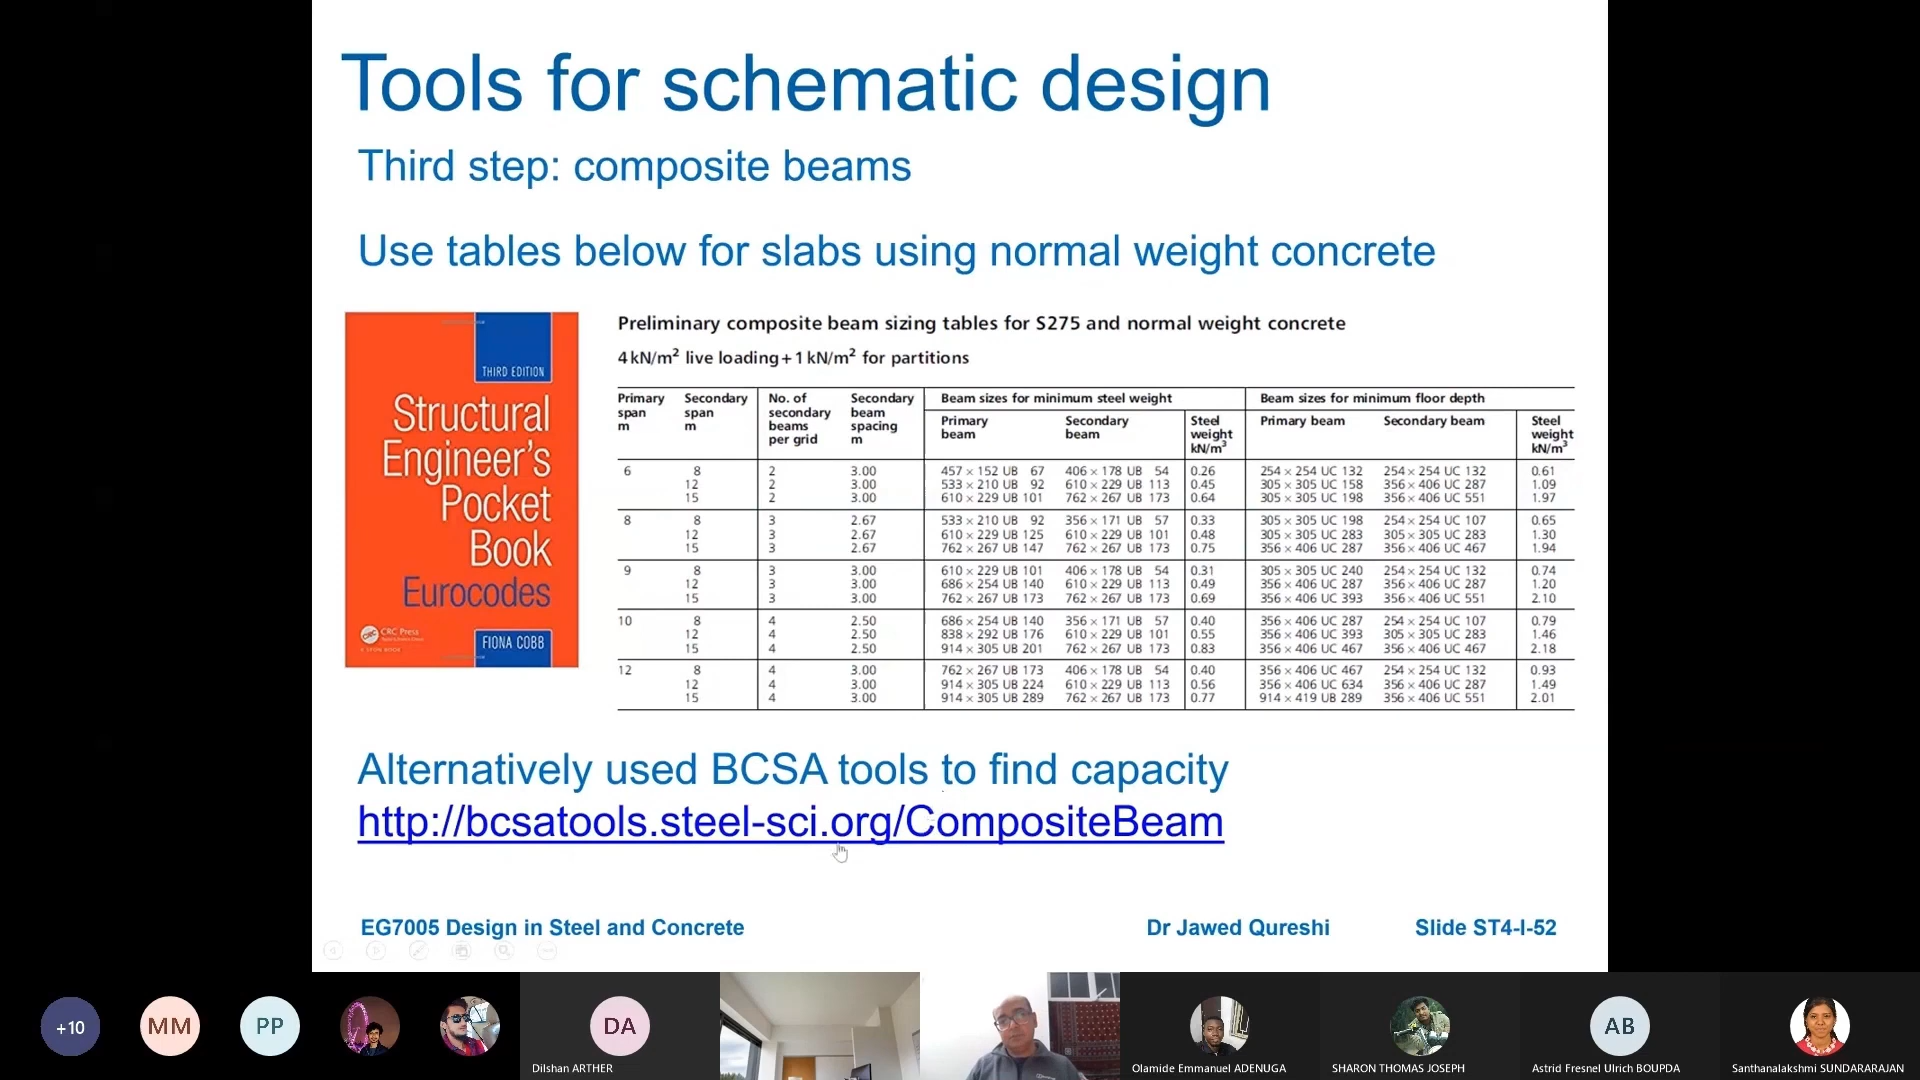 Tools for schematic design
Third step: composite beams
Use tables below for slabs using normal weight concrete
THIRD EDITION
Structural
Engineer's
Pocket
Book
Eurocodes
CRC Press
FIONA COBB
Preliminary composite beam sizing tables for S275 and normal weight concrete
4 kN/m² live loading + 1 kN/m² for partitions
Primary span m Secondary span m No. of secondary beams per grid Secondary beam spacing m Beam sizes for minimum steel weight Beam sizes for minimum floor depth
Primary beam Secondary beam Steel weight kN/m³ Primary beam Secondary beam Steel weight kN/m³
6 8 2 3.00 457 × 152 UB 67 406 × 178 UB 54 0.26 254 × 254 UC 132 254 × 254 UC 132 0.61
12 2 3.00 533 × 210 UB 92 610 × 229 UB 113 0.45 305 × 305 UC 158 356 × 406 UC 287 1.09
15 2 3.00 610 × 229 UB 101 762 × 267 UB 173 0.64 305 × 305 UC 198 356 × 406 UC 551 1.97
8 8 3 2.67 533 × 210 UB 92 356 × 171 UB 57 0.33 305 × 305 UC 198 254 × 254 UC 107 0.65
12 3 2.67 610 × 229 UB 125 610 × 229 UB 101 0.48 305 × 305 UC 283 305 × 305 UC 283 1.30
15 3 2.67 762 × 267 UB 147 762 × 267 UB 173 0.75 356 × 406 UC 287 356 × 406 UC 467 1.94
9 8 3 3.00 610 × 229 UB 101 406 × 178 UB 54 0.31 305 × 305 UC 240 254 × 254 UC 132 0.74
12 3 3.00 686 × 254 UB 140 610 × 229 UB 113 0.49 356 × 406 UC 287 356 × 406 UC 287 1.20
15 3 3.00 762 × 267 UB 173 762 × 267 UB 173 0.69 356 × 406 UC 393 356 × 406 UC 551 2.10
10 8 4 2.50 686 × 254 UB 140 356 × 171 UB 57 0.40 356 × 406 UC 287 254 × 254 UC 107 0.79
12 4 2.50 838 × 292 UB 176 610 × 229 UB 101 0.55 356 × 406 UC 393 305 × 305 UC 283 1.46
15 4 2.50 914 × 305 UB 201 762 × 267 UB 173 0.83 356 × 406 UC 467 356 × 406 UC 467 2.18
12 8 4 3.00 762 × 267 UB 173 406 × 178 UB 54 0.40 356 × 406 UC 467 254 × 254 UC 132 0.93
12 4 3.00 914 × 305 UB 224 610 × 229 UB 113 0.56 356 × 406 UC 634 356 × 406 UC 287 1.49
15 4 3.00 914 × 305 UB 289 762 × 267 UB 173 0.77 914 × 419 UB 289 356 × 406 UC 551 2.01
Alternatively used BCSA tools to find capacity
http://bcsatools.steel-sci.org/CompositeBeam
EG7005 Design in Steel and Concrete Dr Jawed Qureshi Slide ST4-I-52
+10 MM PP DA AB
Dilshan ARTHER Olamide Emmanuel ADENUGA SHARON THOMAS JOSEPH Astrid Fresnel Ulrich BOUPDA Santhanalakshmi SUNDARARAJAN